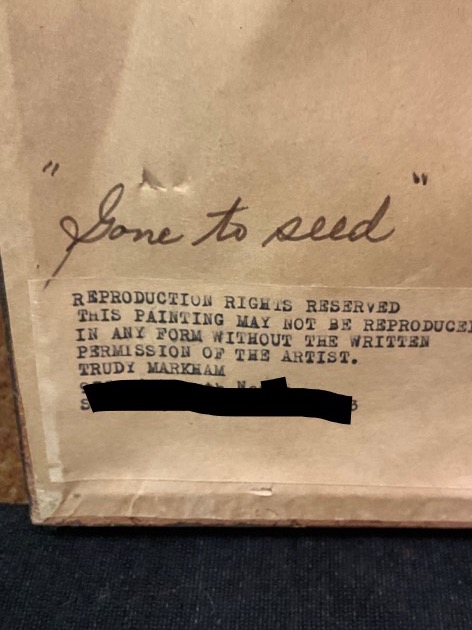 "Gone to seed"
REPRODUCTION RIGHTS RESERVED
THIS PAINTING MAY NOT BE REPRODUCED
IN ANY FORM WITHOUT THE WRITTEN
PERMISSION OF THE ARTIST.
TRUDY MARKHAM